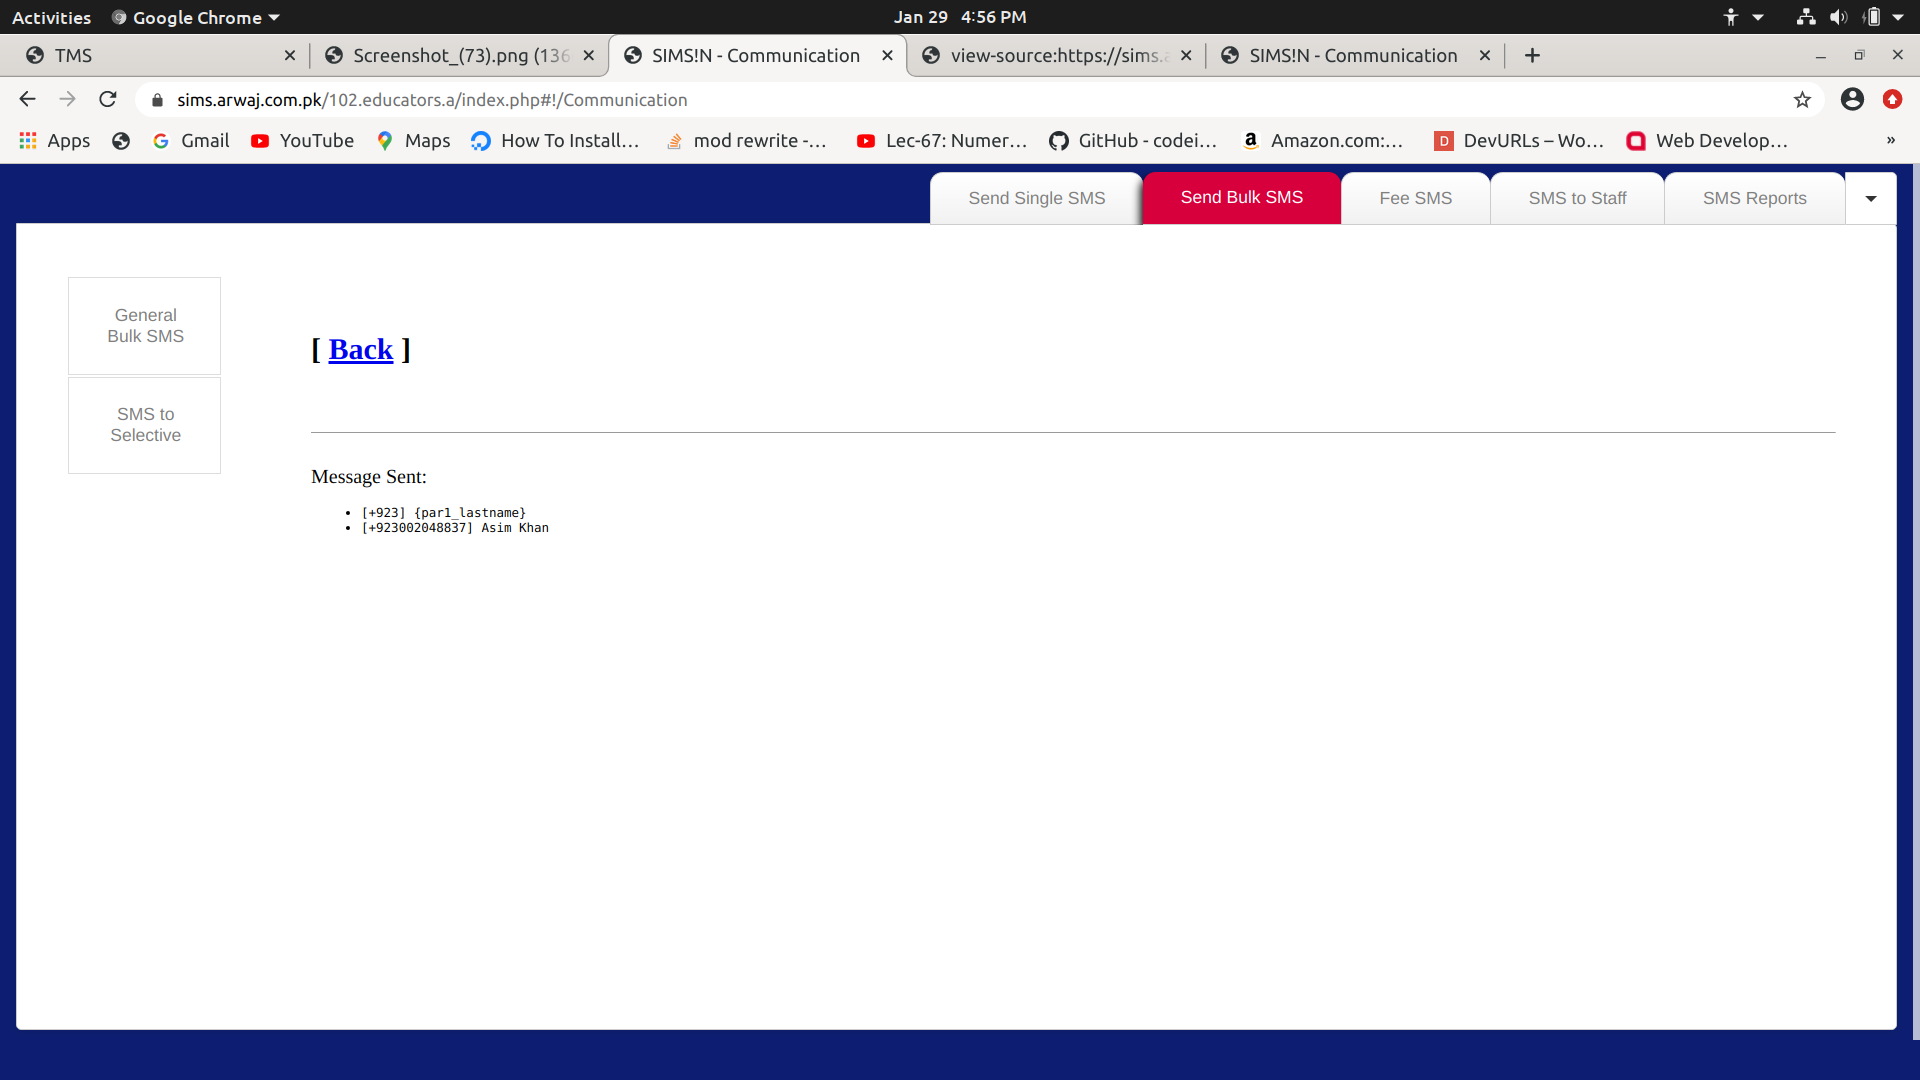 Activities Google Chrome Jan 29 4:56 PM
TMS Screenshot_(73).png (136 SIMS!N - Communication view-source:https://sims.a SIMS!N - Communication
sims.arwaj.com.pk/102.educators.a/index.php#!/Communication
Apps Gmail YouTube Maps How To Install... mod rewrite -... Lec-67: Numer... GitHub - codei... Amazon.com:... DevURLs – Wo... Web Develop... »
Send Single SMS Send Bulk SMS Fee SMS SMS to Staff SMS Reports
General
Bulk SMS
SMS to
Selective
[ Back ]
Message Sent:
• [+923] {par1_lastname}
• [+923002048837] Asim Khan